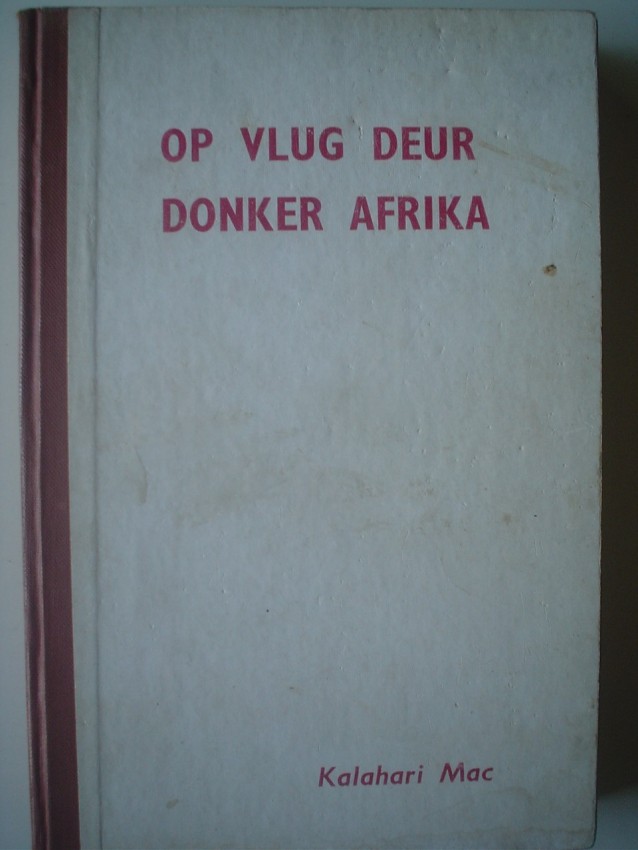 OP VLUG DEUR
DONKER AFRIKA
Kalahari Mac